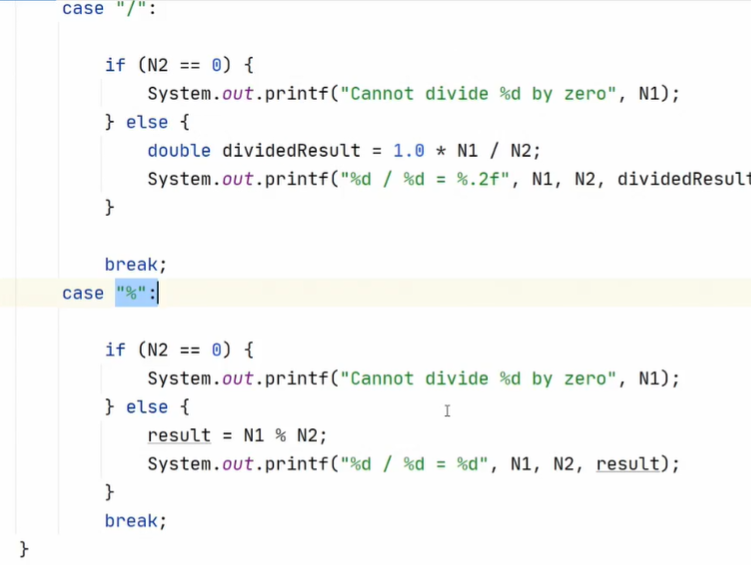 case "/":
if (N2 == 0) {
System.out.printf("Cannot divide %d by zero", N1);
} else {
double dividedResult = 1.0 * N1 / N2;
System.out.printf("%d / %d = %.2f", N1, N2, dividedResult
}
break;
case "%":
if (N2 == 0) {
System.out.printf("Cannot divide %d by zero", N1);
} else {
result = N1 % N2;
System.out.printf("%d / %d = %d", N1, N2, result);
}
break;
}